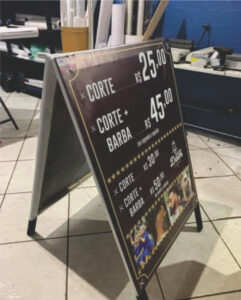 CORTE R$ 25,00
CORTE +
BARBA R$ 45,00
CORTE R$ 30,00
CORTE +
BARBA R$ 50,00